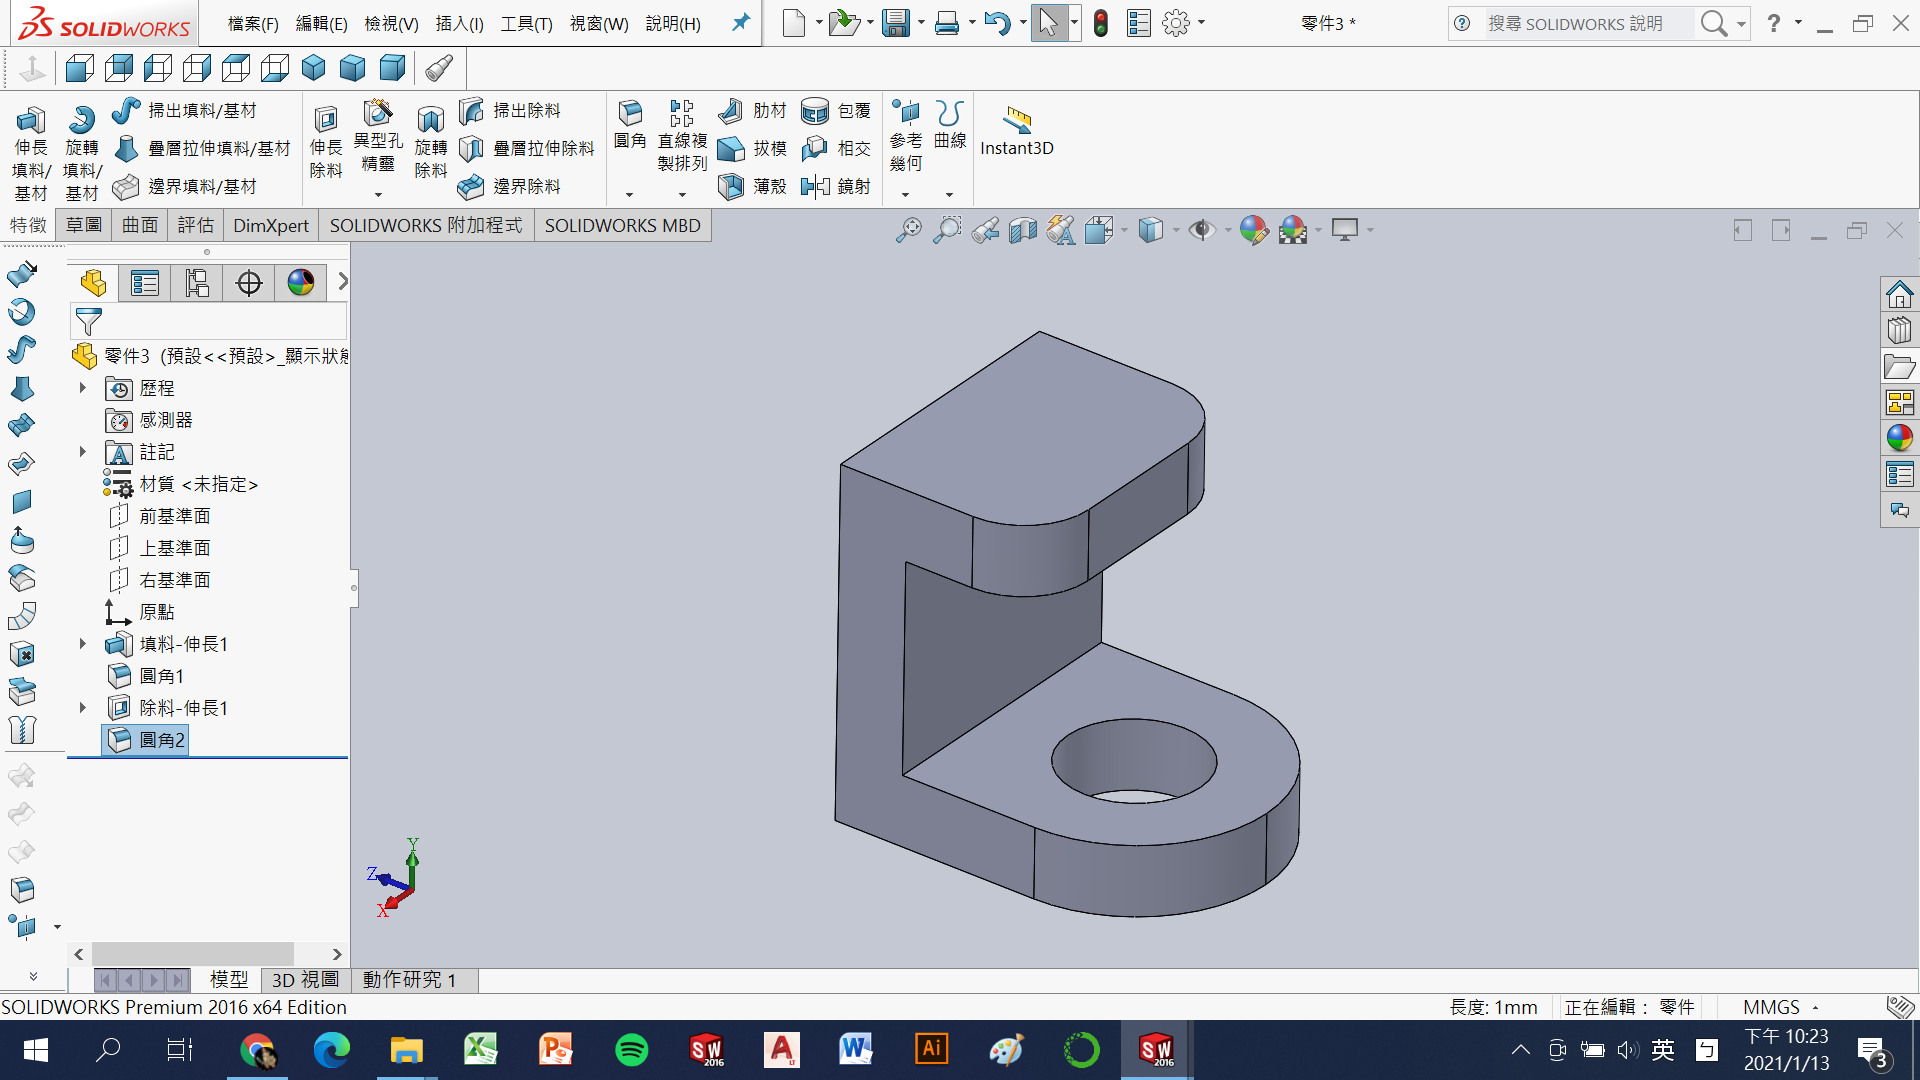 SOLIDWORKS
檔案(F) 編輯(E) 檢視(V) 插入(I) 工具(T) 視窗(W) 說明(H)
零件3 *
搜尋 SOLIDWORKS 說明
伸長填料/基材
旋轉填料/基材
掃出填料/基材
疊層拉伸填料/基材
邊界填料/基材
伸長除料
異型孔精靈
旋轉除料
掃出除料
疊層拉伸除料
邊界除料
圓角
直線複製排列
肋材
拔模
薄殼
包覆
相交
鏡射
參考幾何
曲線
Instant3D
特徵 草圖 曲面 評估 DimXpert SOLIDWORKS 附加程式 SOLIDWORKS MBD
零件3 (預設<<預設>_顯示狀態
歷程
感測器
註記
材質 <未指定>
前基準面
上基準面
右基準面
原點
填料-伸長1
圓角1
除料-伸長1
圓角2
Y
Z
X
模型 3D 視圖 動作研究 1
SOLIDWORKS Premium 2016 x64 Edition
長度: 1mm 正在編輯： 零件 MMGS
SW 2016
Ai
SW 2016
英 ㄅ
下午 10:23
2021/1/13
3